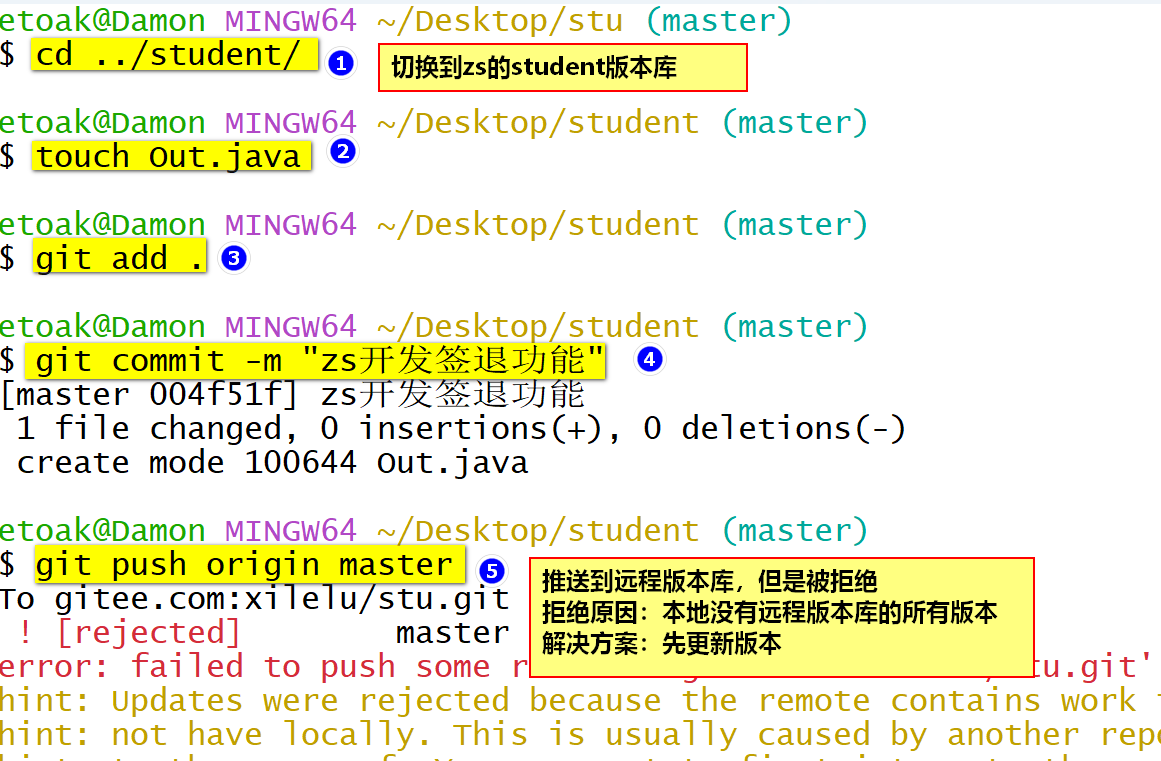 etoak@Damon MINGW64 ~/Desktop/stu (master)
$ cd ../student/ 1
切换到zs的student版本库
etoak@Damon MINGW64 ~/Desktop/student (master)
$ touch Out.java 2
etoak@Damon MINGW64 ~/Desktop/student (master)
$ git add . 3
etoak@Damon MINGW64 ~/Desktop/student (master)
$ git commit -m "zs开发签退功能" 4
[master 004f51f] zs开发签退功能
1 file changed, 0 insertions(+), 0 deletions(-)
create mode 100644 Out.java
etoak@Damon MINGW64 ~/Desktop/student (master)
$ git push origin master 5
推送到远程版本库，但是被拒绝
拒绝原因：本地没有远程版本库的所有版本
解决方案：先更新版本
To gitee.com:xilelu/stu.git
! [rejected] master
error: failed to push some tu.git'
hint: Updates were rejected because the remote contains work
hint: not have locally. This is usually caused by another